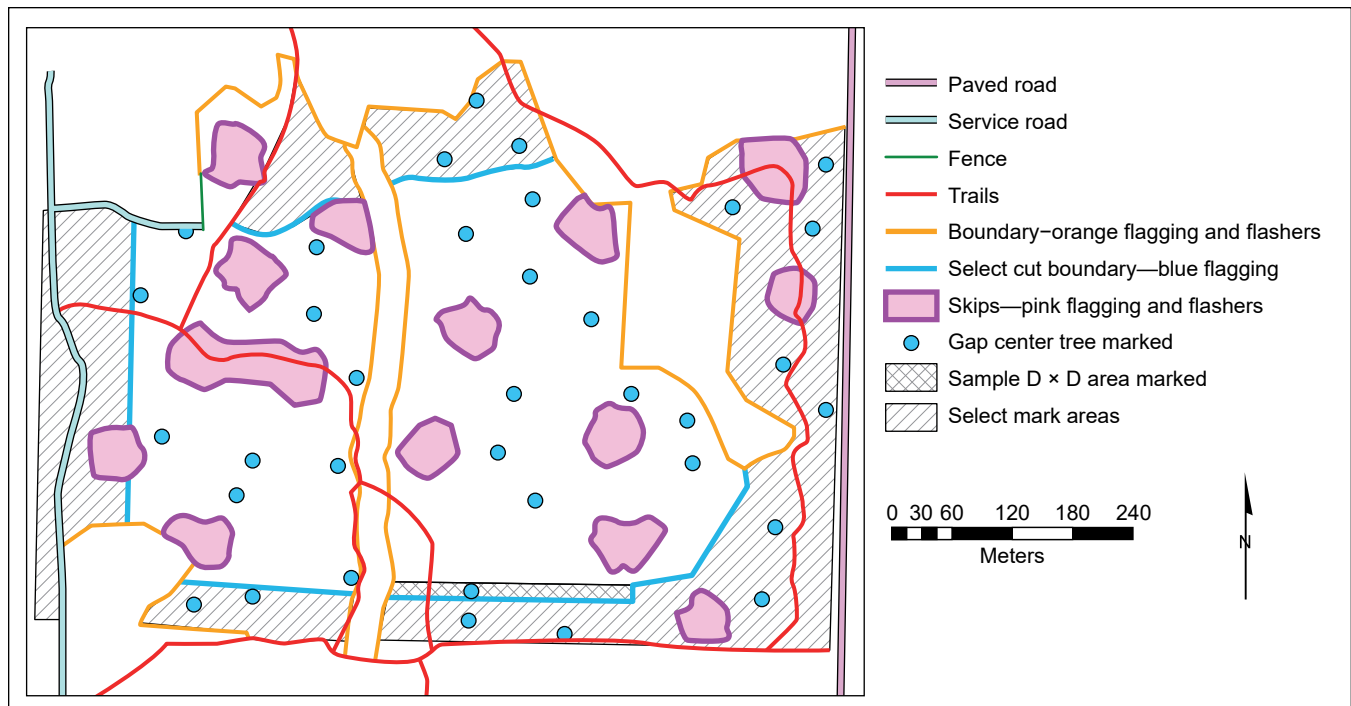 Paved road
Service road
Fence
Trails
Boundary−orange flagging and flashers
Select cut boundary—blue flagging
Skips—pink flagging and flashers
Gap center tree marked
Sample D × D area marked
Select mark areas
0 30 60 120 180 240
Meters
N